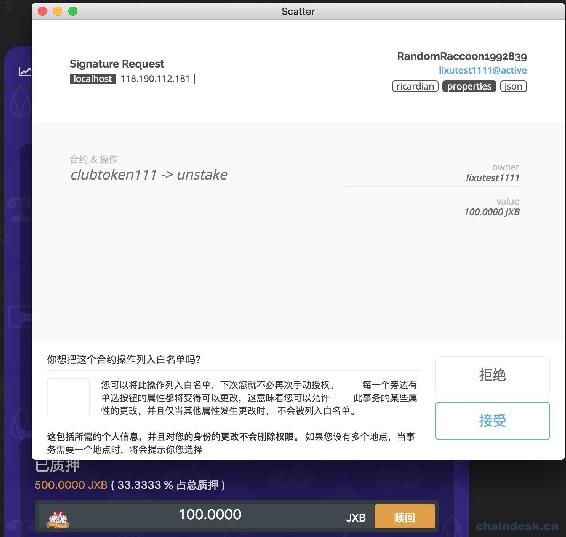 Scatter
Signature Request
localhost 118.190.112.181 |
RandomRaccoon1992839
lixutest1111@active
ricardian properties json
合约 & 操作
clubtoken111 -> unstake
owner
lixutest1111
value
100.0000 JXB
你想把这个合约操作列入白名单吗?
您可以将此操作列入白名单，下次您就不必再次手动授权。 每一个旁边有
单选按钮的属性都将变得可以更改，这意味着您可以允许 此事务的某些属
性的更改，并且仅当其他属性发生更改时， 不会被列入白名单。
这包括所需的个人信息，并且对您的身份的更改不会删除权限。 如果您设有多个地点，当事
务需要一个地点时，将会提示你您选择
拒绝
接受
已质押
500.0000 JXB ( 33.3333 % 占总质押 )
100.0000
JXB
赎回
chaindesk.cn